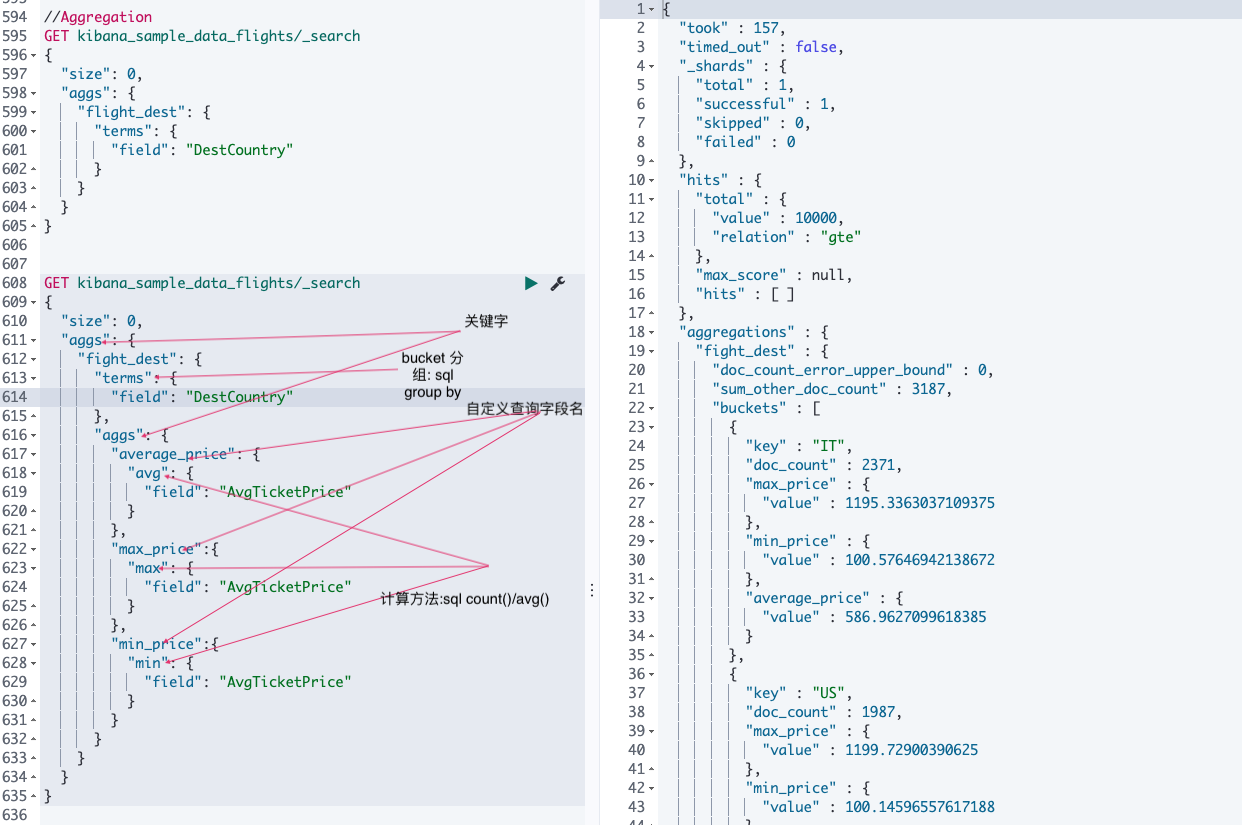 593
594 //Aggregation
595 GET kibana_sample_data_flights/_search
596 {
597 "size": 0,
598 "aggs": {
599 "flight_dest": {
600 "terms": {
601 "field": "DestCountry"
602 }
603 }
604 }
605 }
606
607
608 GET kibana_sample_data_flights/_search
609 {
610 "size": 0,
关键字
611 "aggs": {
612 "fight_dest": {
bucket 分
组: sql
group by
613 "terms": {
614 "field": "DestCountry"
自定义查询字段名
615 },
616 "aggs": {
617 "average_price": {
618 "avg": {
619 "field": "AvgTicketPrice"
620 }
621 },
622 "max_price":{
623 "max": {
624 "field": "AvgTicketPrice"
计算方法:sql count()/avg()
625 }
626 },
627 "min_price":{
628 "min": {
629 "field": "AvgTicketPrice"
630 }
631 }
632 }
633 }
634 }
635 }
636
1 {
2 "took" : 157,
3 "timed_out" : false,
4 "_shards" : {
5 "total" : 1,
6 "successful" : 1,
7 "skipped" : 0,
8 "failed" : 0
9 },
10 "hits" : {
11 "total" : {
12 "value" : 10000,
13 "relation" : "gte"
14 },
15 "max_score" : null,
16 "hits" : [ ]
17 },
18 "aggregations" : {
19 "fight_dest" : {
20 "doc_count_error_upper_bound" : 0,
21 "sum_other_doc_count" : 3187,
22 "buckets" : [
23 {
24 "key" : "IT",
25 "doc_count" : 2371,
26 "max_price" : {
27 "value" : 1195.3363037109375
28 },
29 "min_price" : {
30 "value" : 100.57646942138672
31 },
32 "average_price" : {
33 "value" : 586.9627099618385
34 }
35 },
36 {
37 "key" : "US",
38 "doc_count" : 1987,
39 "max_price" : {
40 "value" : 1199.72900390625
41 },
42 "min_price" : {
43 "value" : 100.14596557617188